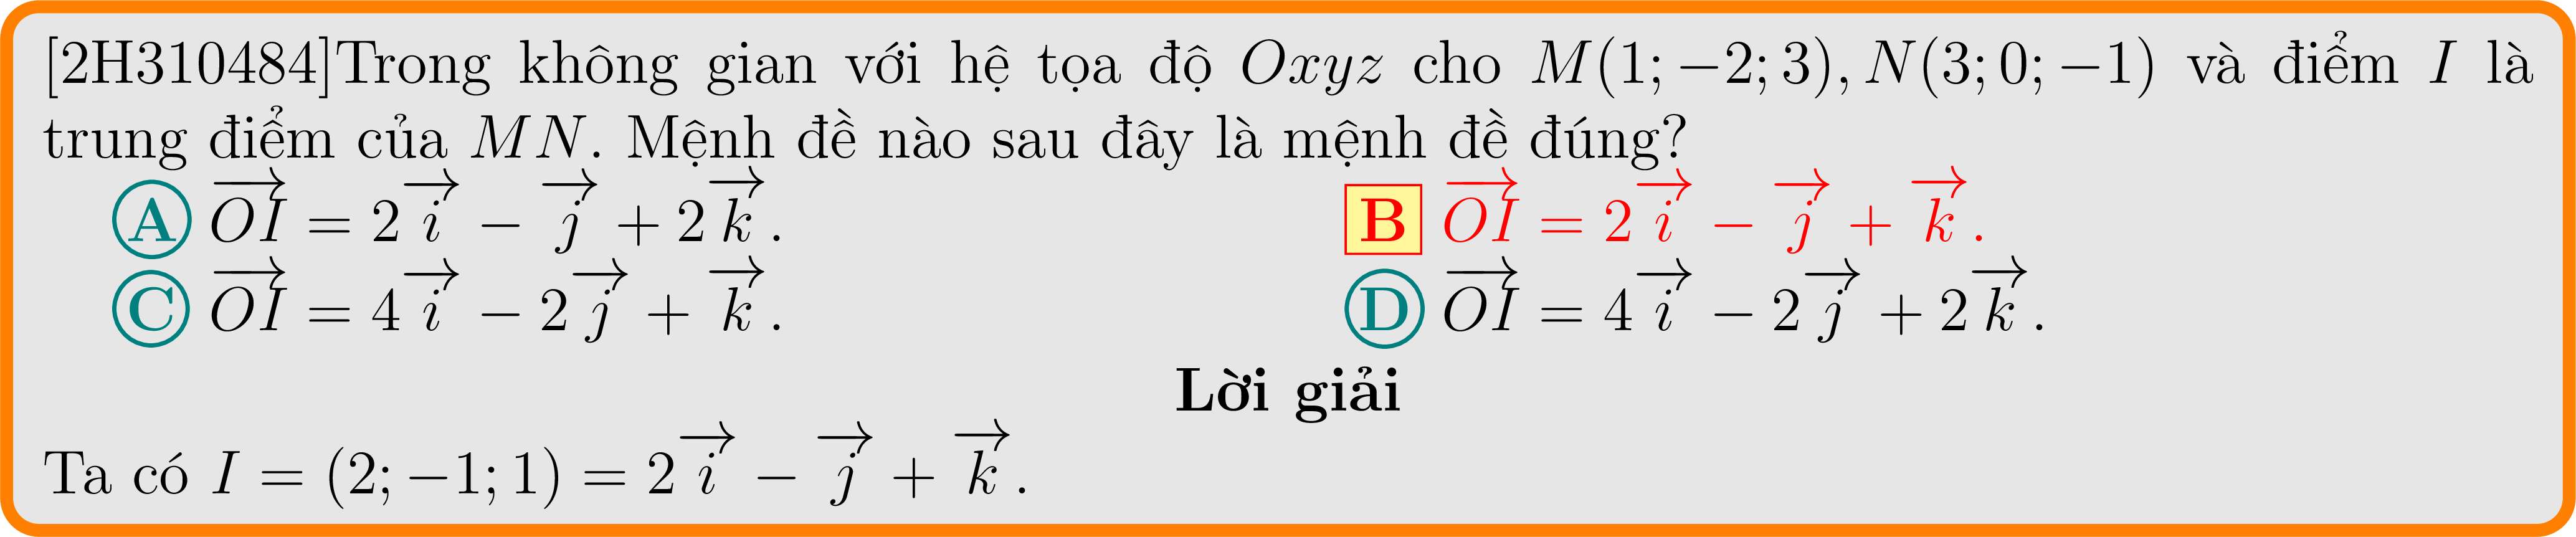 [2H310484]Trong không gian với hệ tọa độ $Oxyz$ cho $M(1; -2; 3), N(3; 0; -1)$ và điểm $I$ là
trung điểm của $MN$. Mệnh đề nào sau đây là mệnh đề đúng?
A $\overrightarrow{OI} = 2\overrightarrow{i} - \overrightarrow{j} + 2\overrightarrow{k}$. B $\overrightarrow{OI} = 2\overrightarrow{i} - \overrightarrow{j} + \overrightarrow{k}$.
C $\overrightarrow{OI} = 4\overrightarrow{i} - 2\overrightarrow{j} + \overrightarrow{k}$. D $\overrightarrow{OI} = 4\overrightarrow{i} - 2\overrightarrow{j} + 2\overrightarrow{k}$.
Lời giải
Ta có $I = (2; -1; 1) = 2\overrightarrow{i} - \overrightarrow{j} + \overrightarrow{k}$.